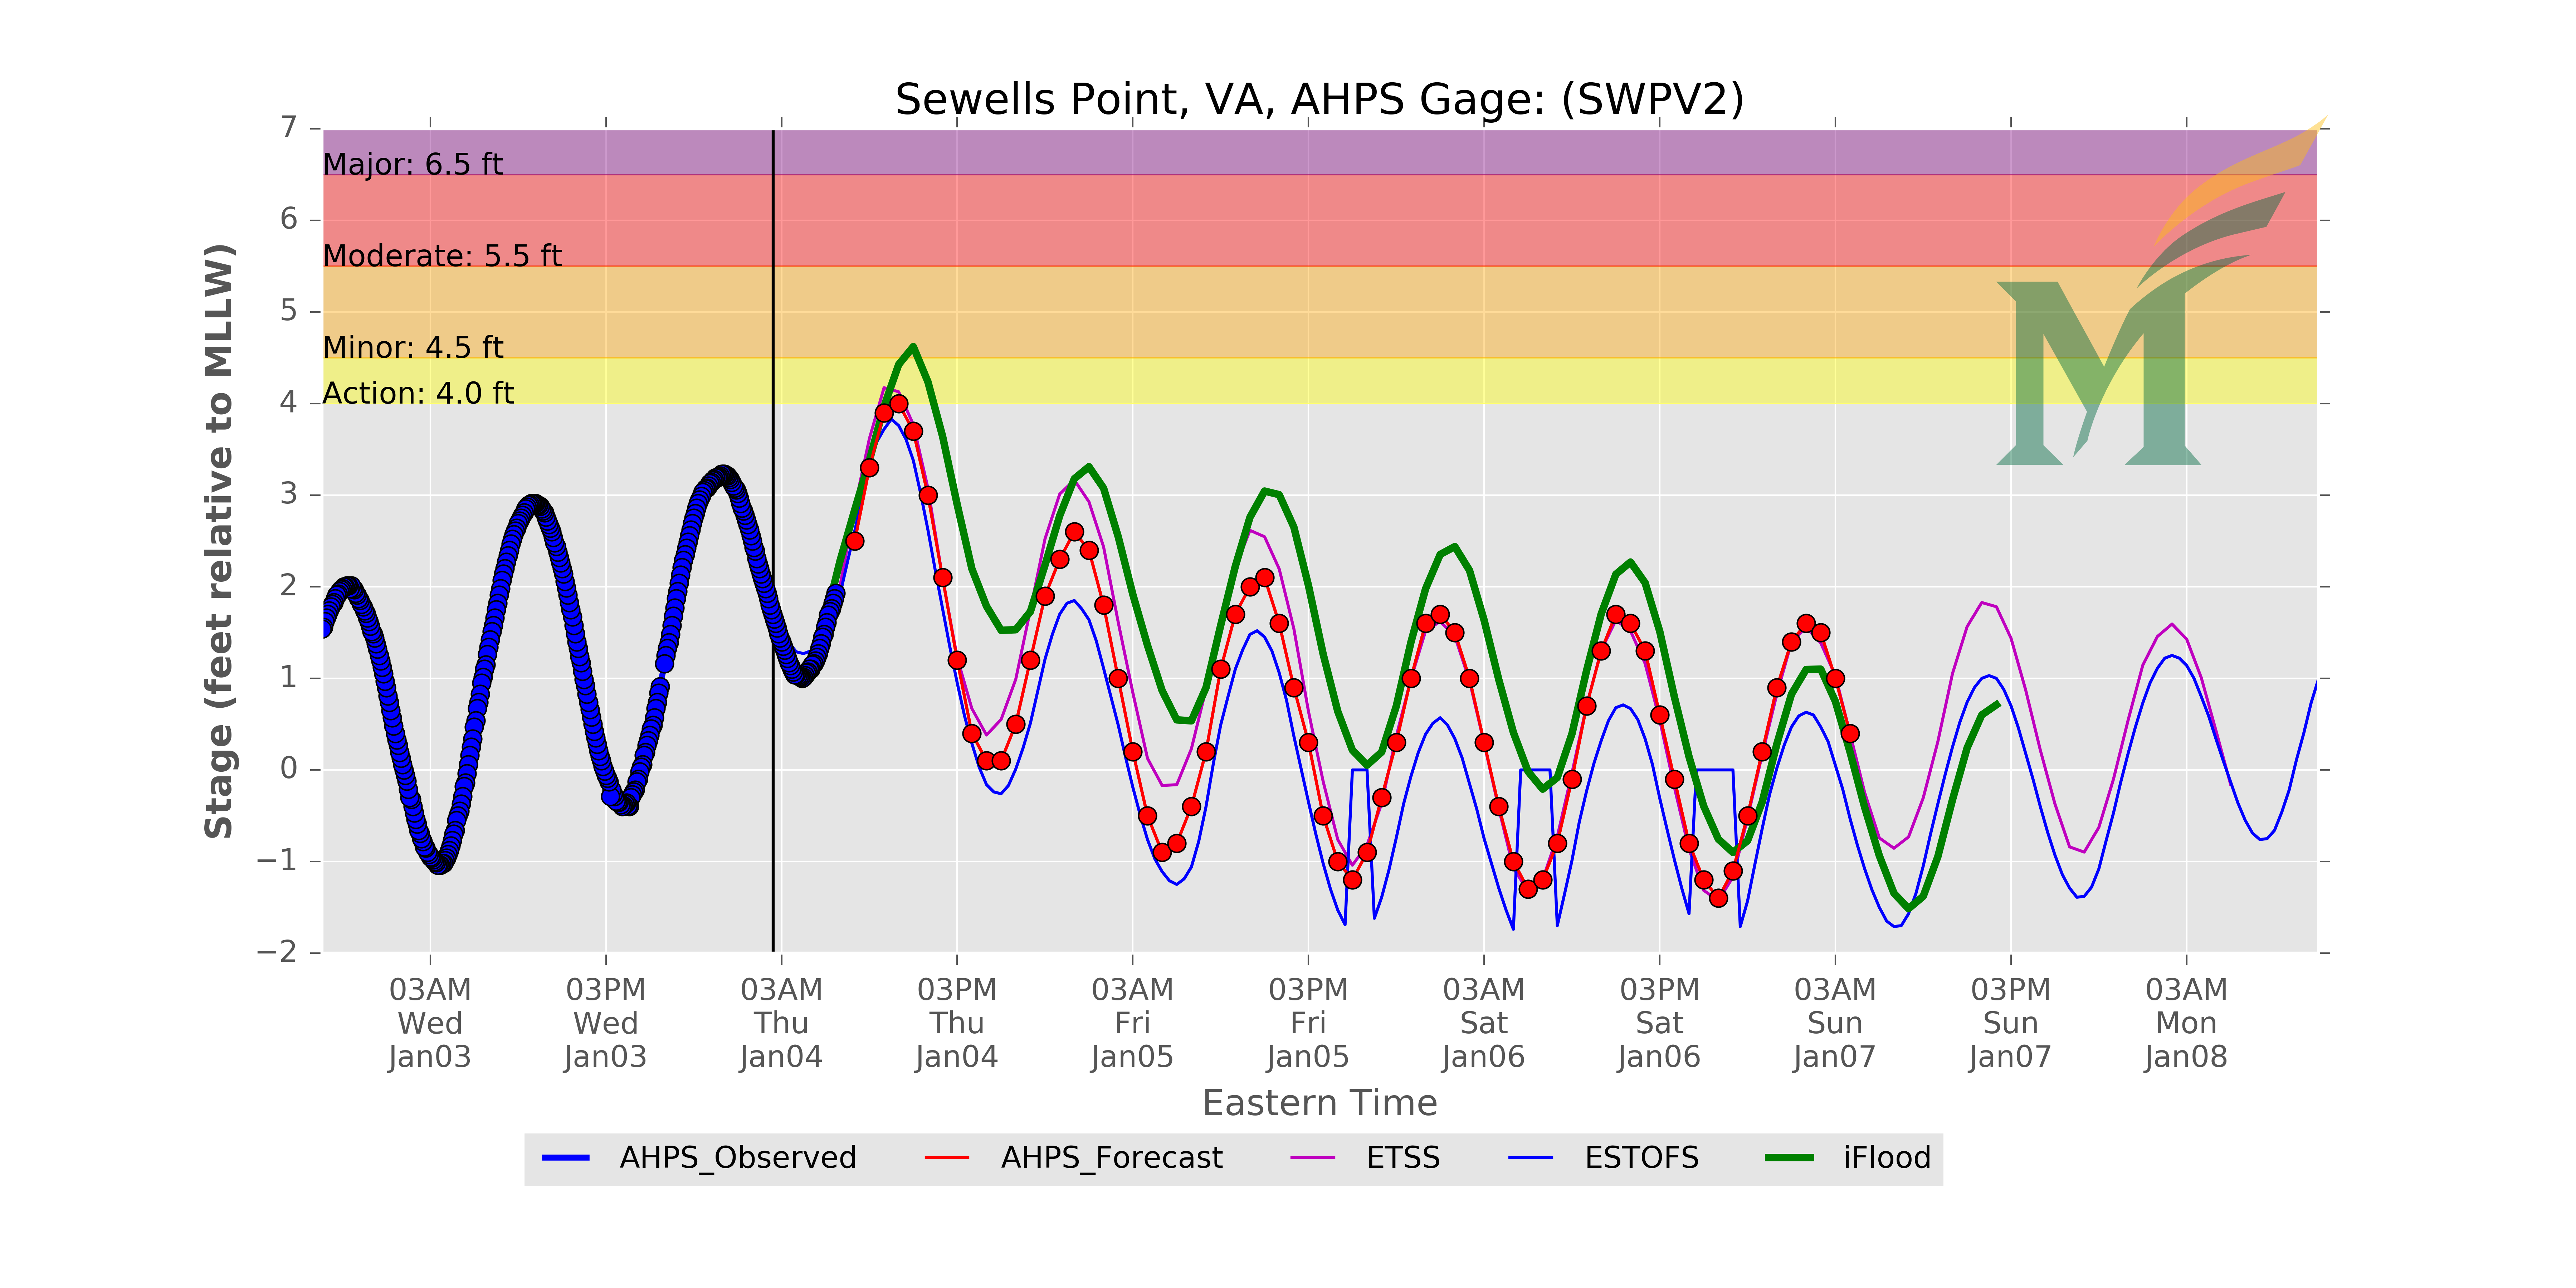 Sewells Point, VA, AHPS Gage: (SWPV2)
Stage (feet relative to MLLW)
7
6
5
4
3
2
1
0
−1
−2
Major: 6.5 ft
Moderate: 5.5 ft
Minor: 4.5 ft
Action: 4.0 ft
M
03AM 03PM 03AM 03PM 03AM 03PM 03AM 03PM 03AM 03PM 03AM
Wed Wed Thu Thu Fri Fri Sat Sat Sun Sun Mon
Jan03 Jan03 Jan04 Jan04 Jan05 Jan05 Jan06 Jan06 Jan07 Jan07 Jan08
Eastern Time
AHPS_Observed AHPS_Forecast ETSS ESTOFS iFlood